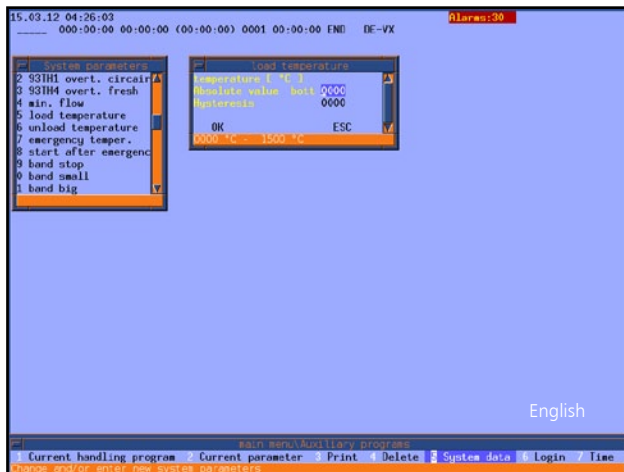 15.03.12 04:26:03
Alarms:30
_____ 000:00:00 00:00:00 (00:00:00) 0001 00:00:00 END DE-VX
System parameters
2 93TH1 overt. circair
3 93TH4 overt. fresh
4 min. flow
5 load temperature
6 unload temperature
7 emergency temper.
8 start after emergenc
9 band stop
0 band small
1 band big
load temperature
temperature [ °C ]
Absolute value bott 0000
Hysteresis 0000
OK ESC
0000 °C - 1500 °C
English
main menu\Auxiliary programs
1 Current handling program 2 Current parameter 3 Print 4 Delete 5 System data 6 Login 7 Time
Change and/or enter new system parameters